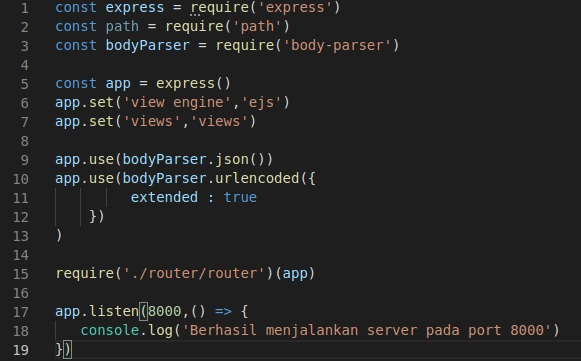 1 const express = require('express')
2 const path = require('path')
3 const bodyParser = require('body-parser')
4
5 const app = express()
6 app.set('view engine','ejs')
7 app.set('views','views')
8
9 app.use(bodyParser.json())
10 app.use(bodyParser.urlencoded({
11 extended : true
12 })
13 )
14
15 require('./router/router')(app)
16
17 app.listen(8000,() => {
18 console.log('Berhasil menjalankan server pada port 8000')
19 })